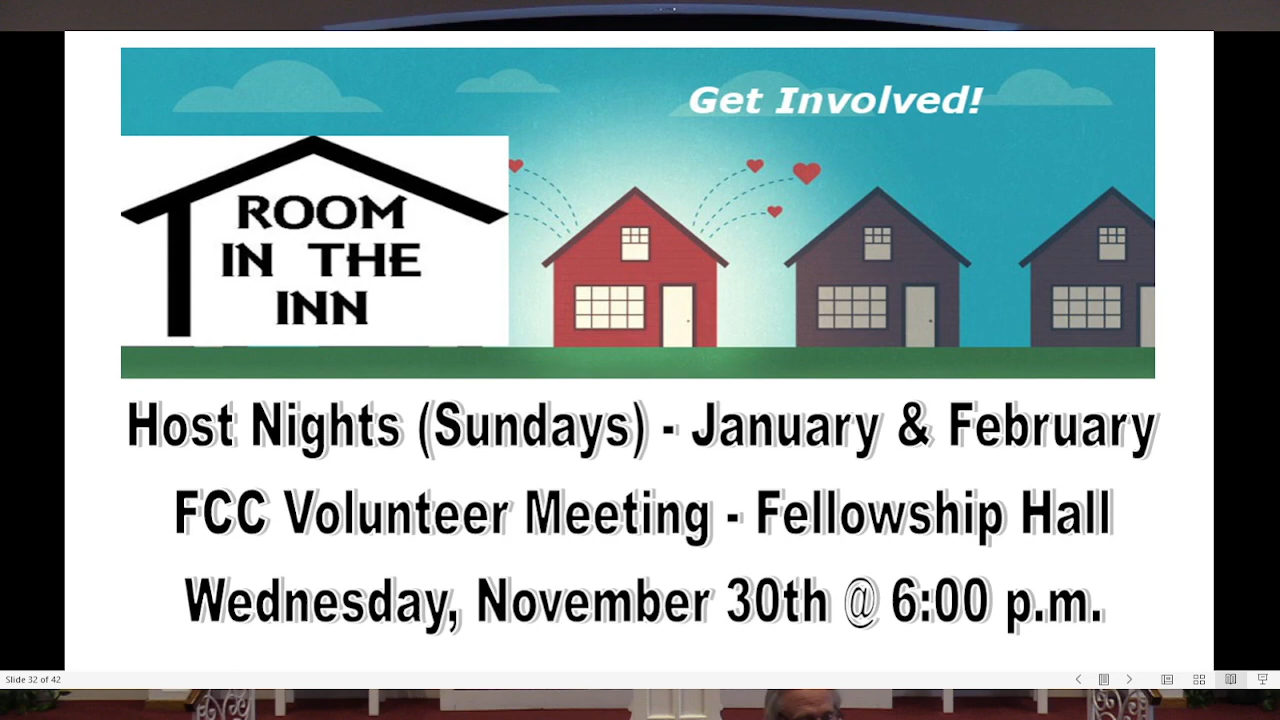 Get Involved!
ROOM
IN THE
INN
Host Nights (Sundays) - January & February
FCC Volunteer Meeting - Fellowship Hall
Wednesday, November 30th @ 6:00 p.m.
Slide 32 of 42